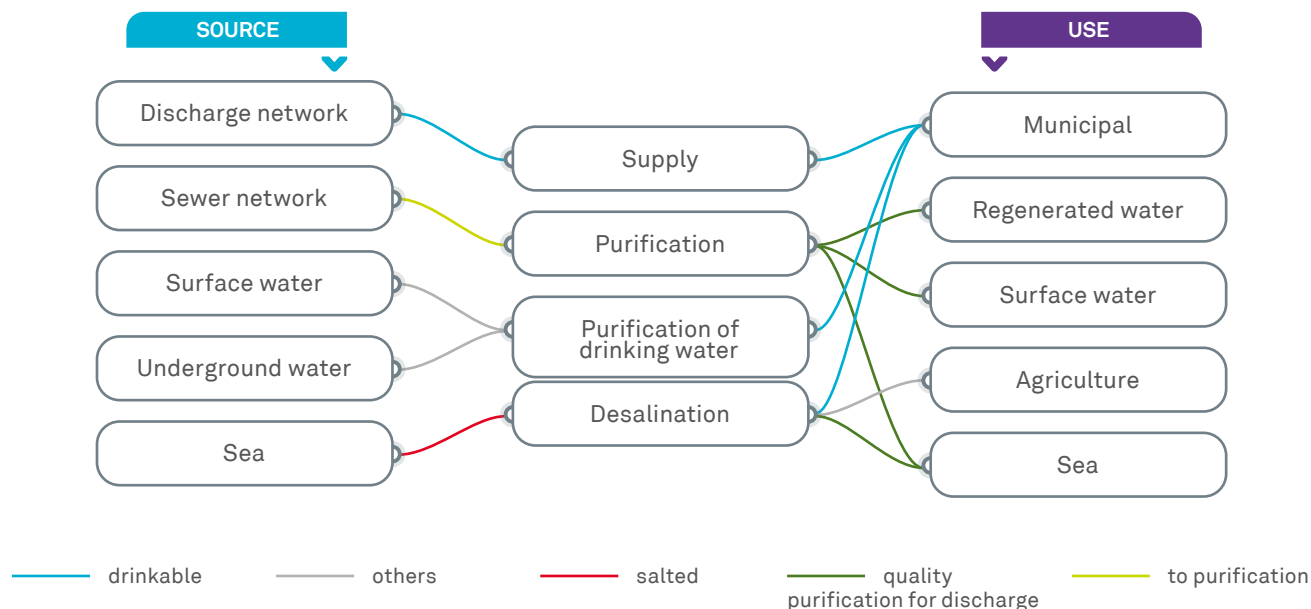 SOURCE
USE
Discharge network
Sewer network
Surface water
Underground water
Sea
Supply
Purification
Purification of
drinking water
Desalination
Municipal
Regenerated water
Surface water
Agriculture
Sea
drinkable
others
salted
quality
purification for discharge
to purification